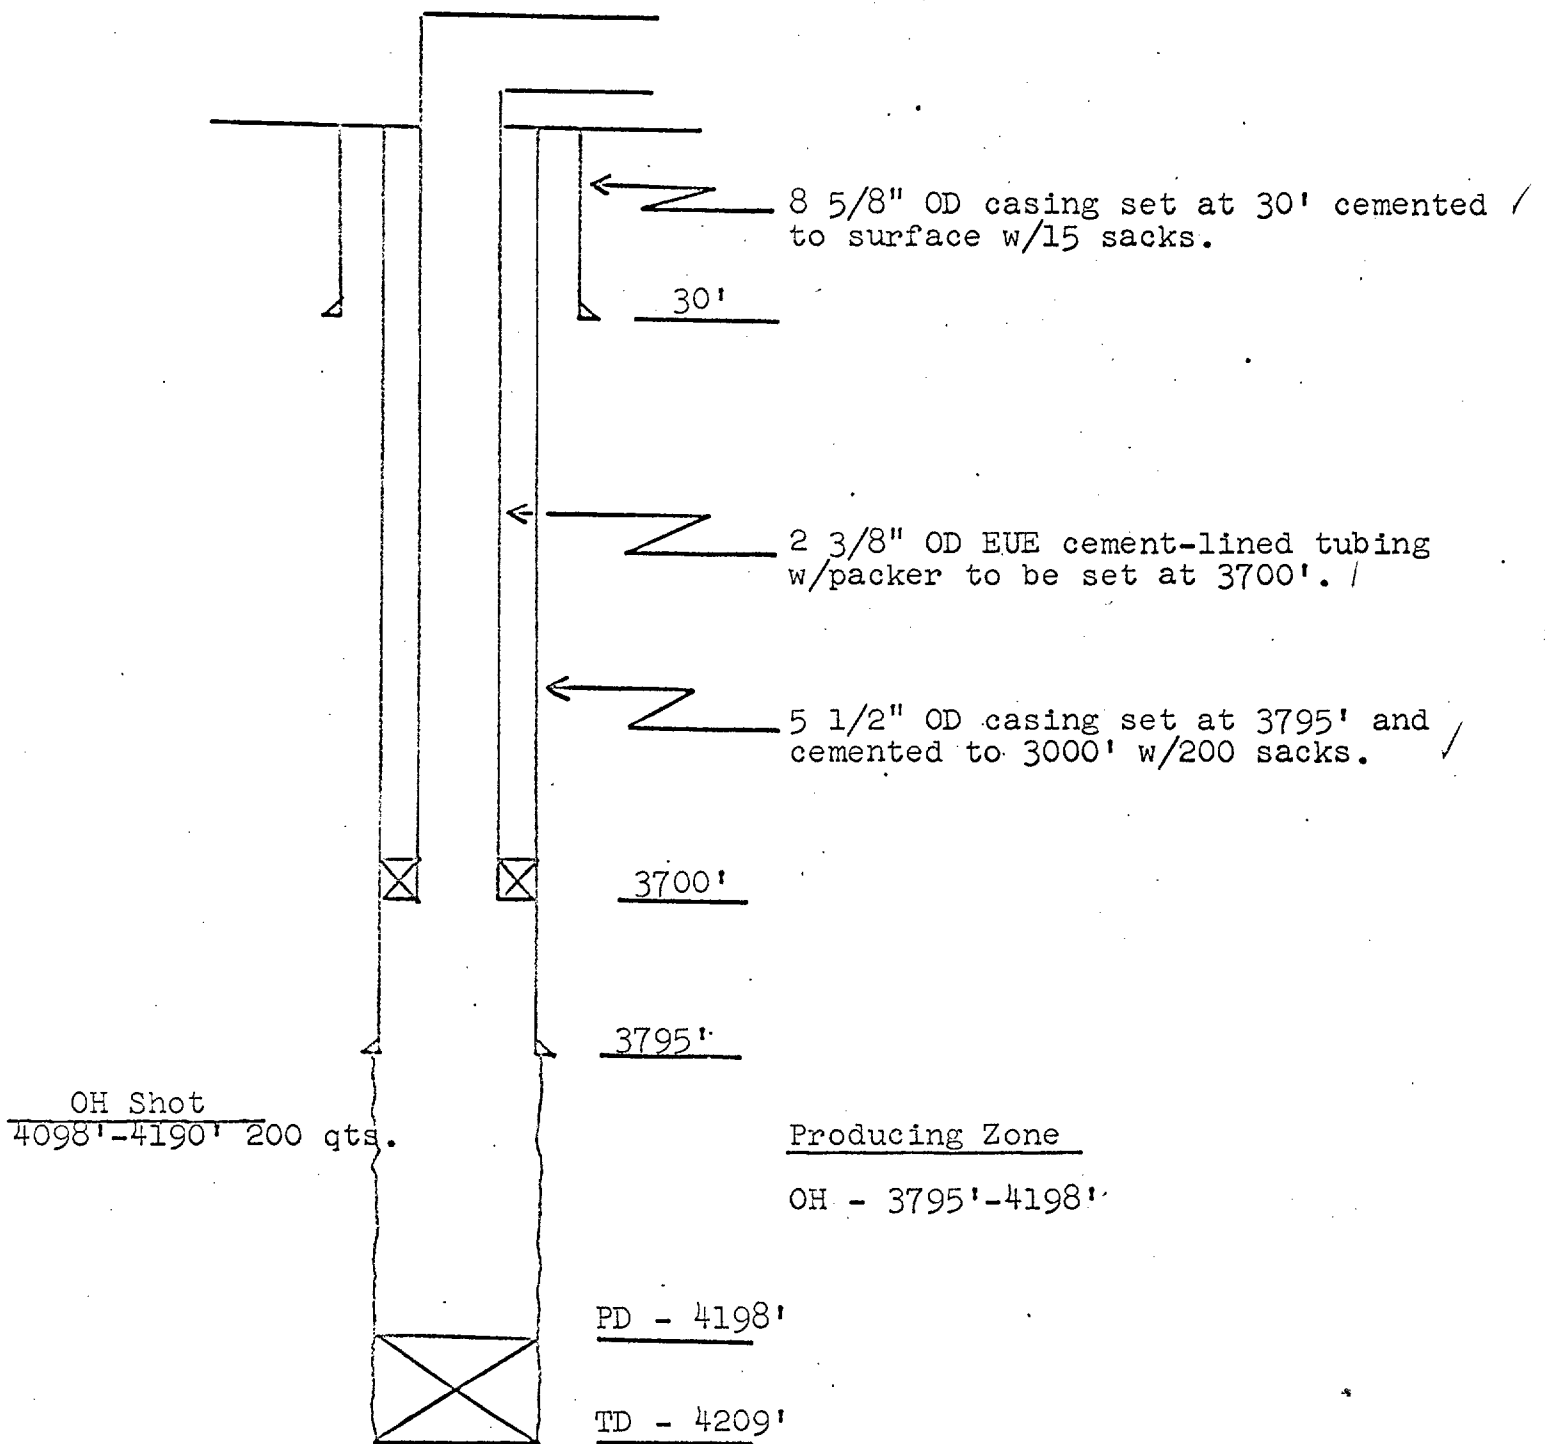 8 5/8" OD casing set at 30' cemented
to surface w/15 sacks.
30'
2 3/8" OD EUE cement-lined tubing
w/packer to be set at 3700'.
5 1/2" OD casing set at 3795' and
cemented to 3000' w/200 sacks.
3700'
3795'
OH Shot
4098'-4190' 200 qts.
Producing Zone
OH - 3795'-4198'
PD - 4198'
TD - 4209'